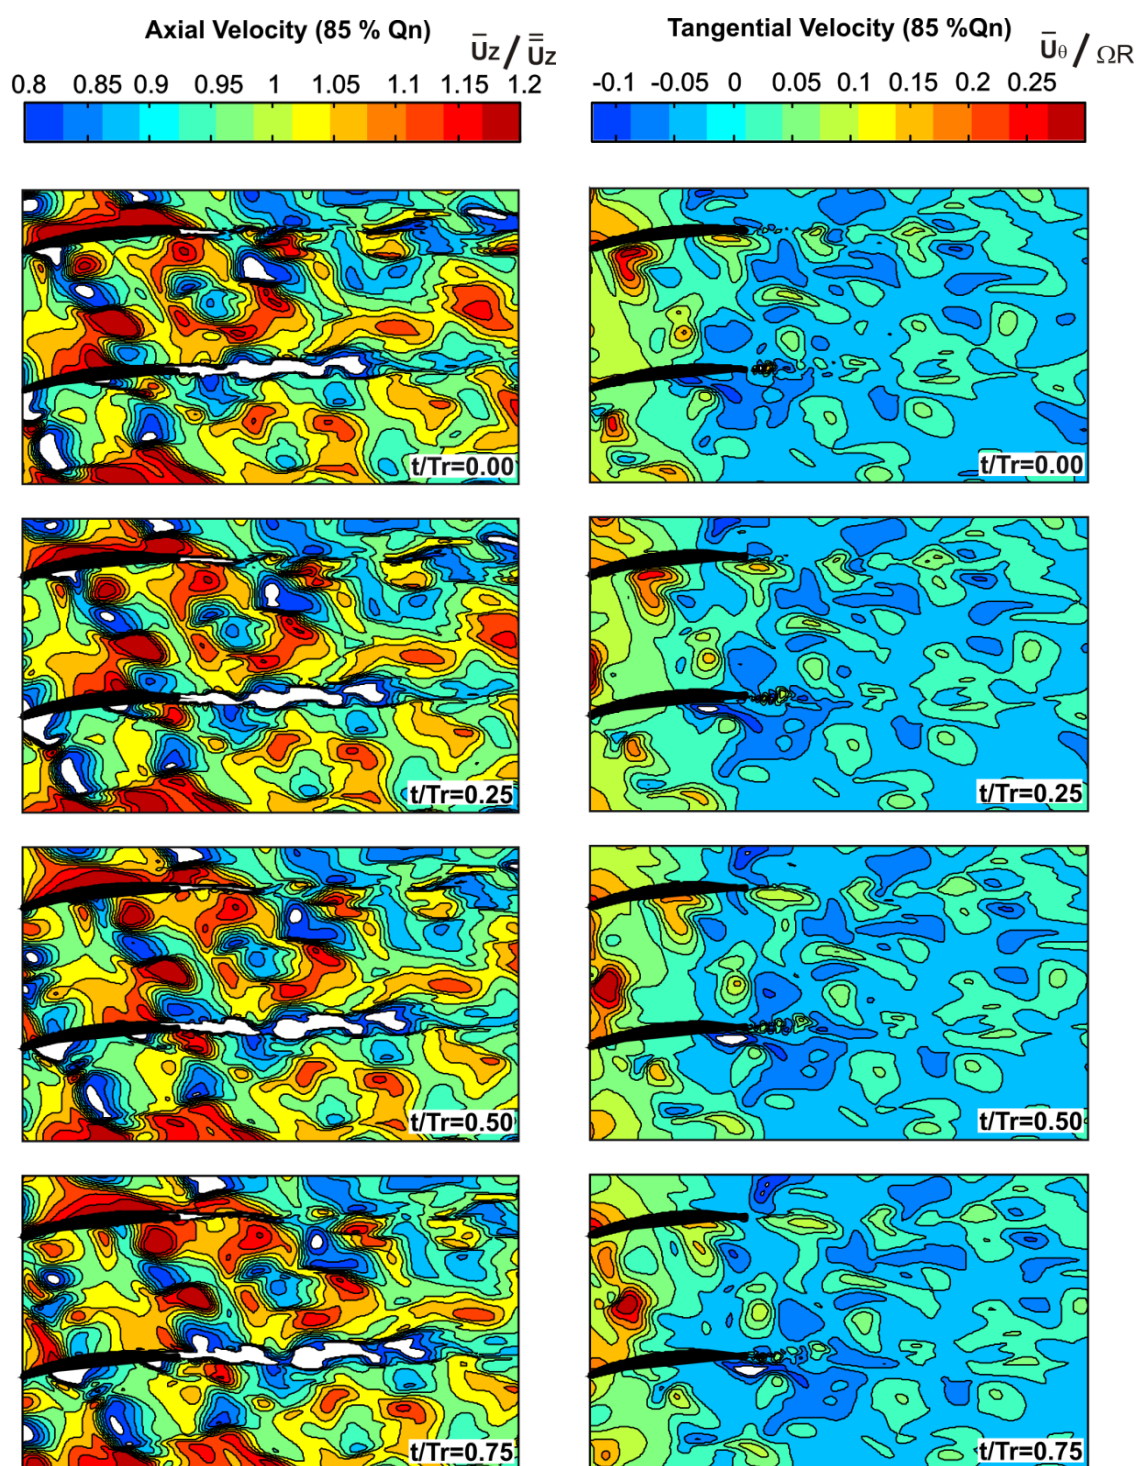 Axial Velocity (85 % Qn)
U̅z / U̿z
0.8 0.85 0.9 0.95 1 1.05 1.1 1.15 1.2
Tangential Velocity (85 %Qn)
U̅θ / ΩR
-0.1 -0.05 0 0.05 0.1 0.15 0.2 0.25
t/Tr=0.00
t/Tr=0.00
t/Tr=0.25
t/Tr=0.25
t/Tr=0.50
t/Tr=0.50
t/Tr=0.75
t/Tr=0.75